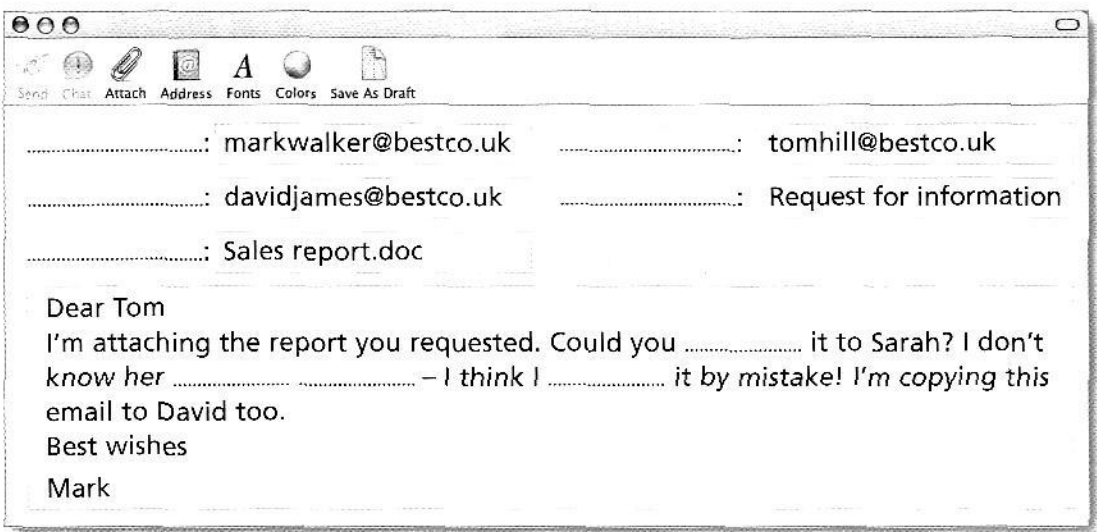 Send Chat Attach Address Fonts Colors Save As Draft
..............................: markwalker@bestco.uk ..............................: tomhill@bestco.uk
..............................: davidjames@bestco.uk ..............................: Request for information
..............................: Sales report.doc
Dear Tom
I'm attaching the report you requested. Could you .................... it to Sarah? I don't
know her .................... .................... – I think I .................... it by mistake! I'm copying this
email to David too.
Best wishes
Mark